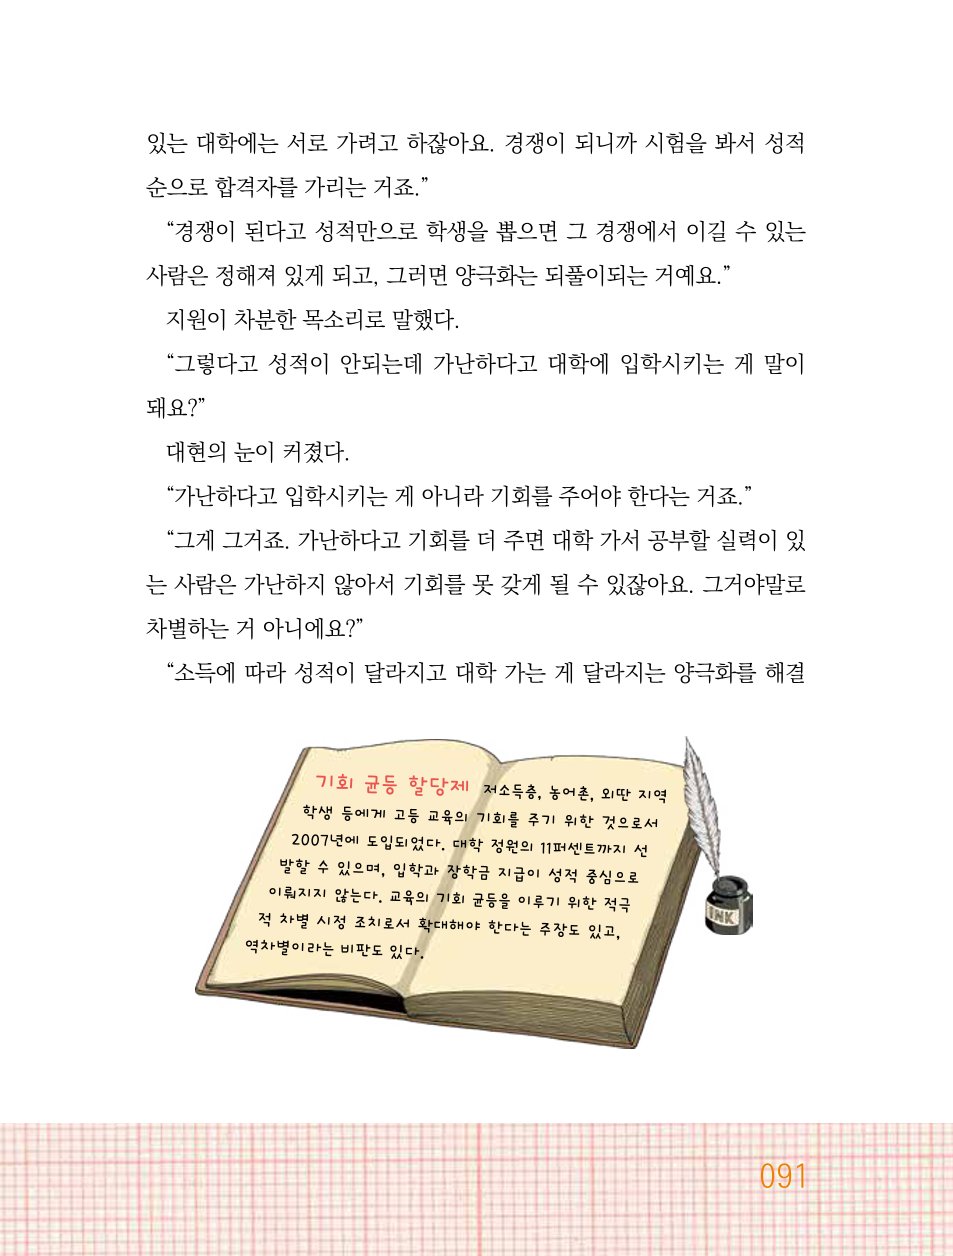 있는 대학에는 서로 가려고 하잖아요. 경쟁이 되니까 시험을 봐서 성적
순으로 합격자를 가리는 거죠.”
“경쟁이 된다고 성적만으로 학생을 뽑으면 그 경쟁에서 이길 수 있는
사람은 정해져 있게 되고, 그러면 양극화는 되풀이되는 거예요.”
지원이 차분한 목소리로 말했다.
“그렇다고 성적이 안되는데 가난하다고 대학에 입학시키는 게 말이
돼요?”
대현의 눈이 커졌다.
“가난하다고 입학시키는 게 아니라 기회를 주어야 한다는 거죠.”
“그게 그거죠. 가난하다고 기회를 더 주면 대학 가서 공부할 실력이 있
는 사람은 가난하지 않아서 기회를 못 갖게 될 수 있잖아요. 그거야말로
차별하는 거 아니에요?”
“소득에 따라 성적이 달라지고 대학 가는 게 달라지는 양극화를 해결
기회 균등 할당제 저소득층, 농어촌, 외딴 지역
학생 등에게 고등 교육의 기회를 주기 위한 것으로서
2007년에 도입되었다. 대학 정원의 11퍼센트까지 선
발할 수 있으며, 입학과 장학금 지급이 성적 중심으로
이뤄지지 않는다. 교육의 기회 균등을 이루기 위한 적극
적 차별 시정 조치로서 확대해야 한다는 주장도 있고,
역차별이라는 비판도 있다.
INK
091